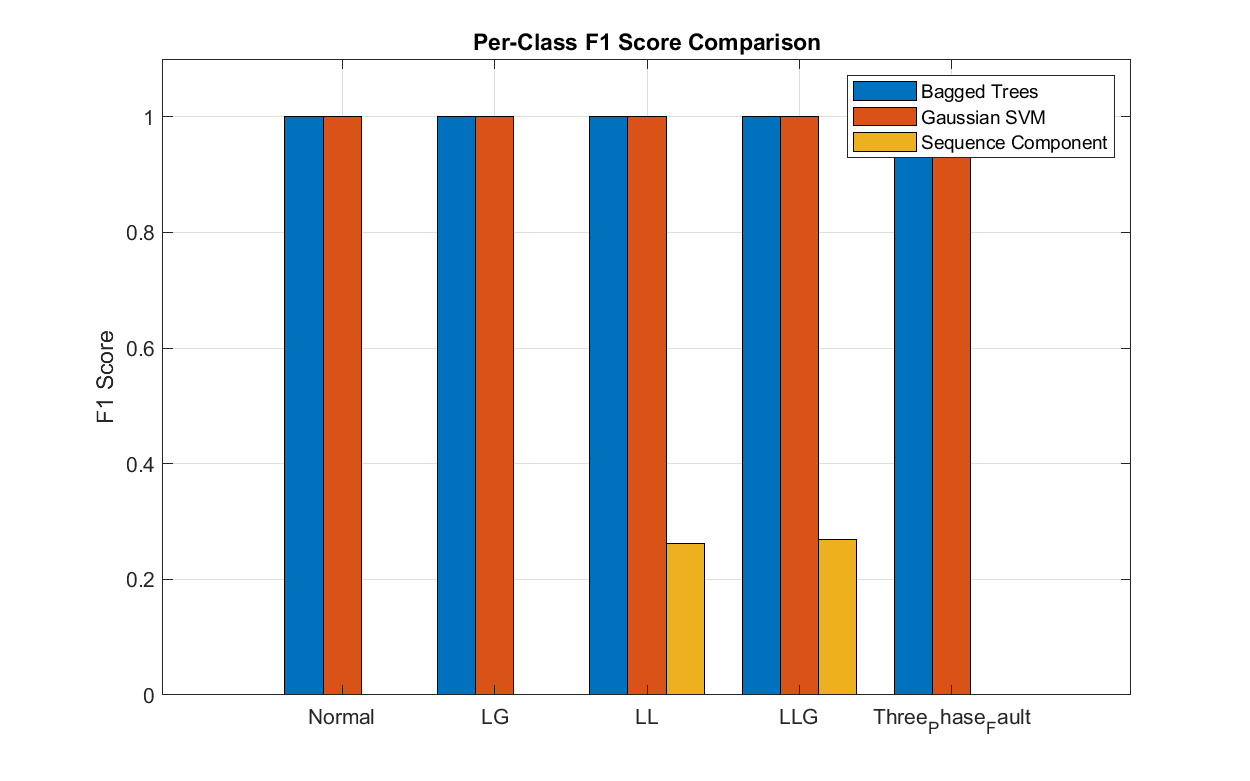 Per-Class F1 Score Comparison
Bagged Trees
Gaussian SVM
Sequence Component
F1 Score
1
0.8
0.6
0.4
0.2
0
Normal LG LL LLG Three_Phase_Fault